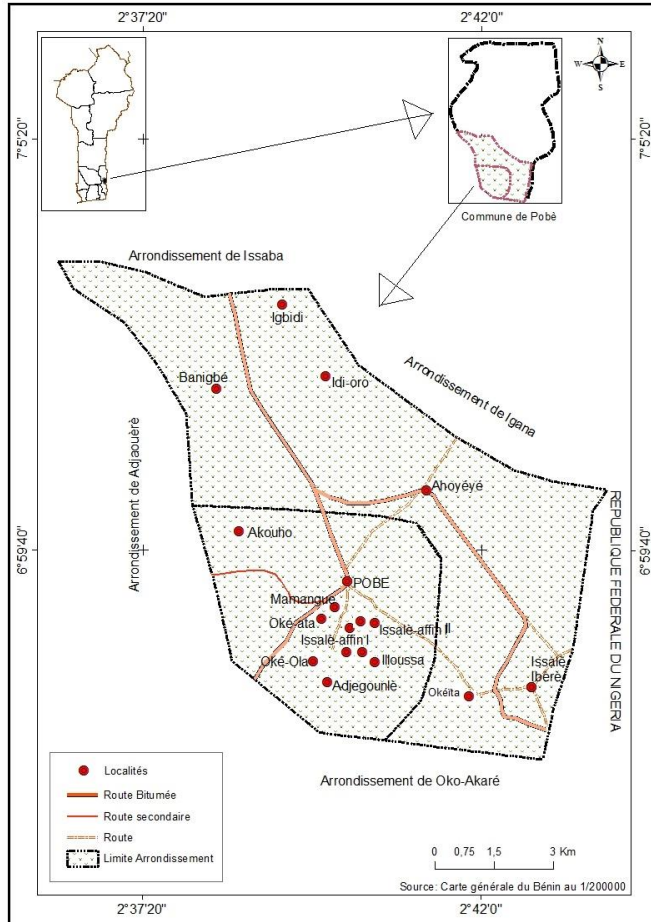 2°37'20"
2°42'0"
N
W E
S
7°5'20"
7°5'20"
Commune de Pobè
Arrondissement de Issaba
Igbidi
Arrondissement de Igana
Banigbé
Idi-oro
Arrondissement de Adjaouèrè
Ahoyéyé
REPUBLIQUE FEDERALE DU NIGERIA
Akouho
6°59'40"
6°59'40"
POBE
Mamanguè
Oké-ata
Issalè-affin I
Issalè-affin II
Oké-Ola
Illoussa
Issalè
Ibéré
Adjegounlè
Okéïta
Localités
Route Bitumée
Route secondaire
Route
Limite Arrondissement
Arrondissement de Oko-Akaré
0 0,75 1,5 3 Km
Source: Carte générale du Bénin au 1/200000
2°37'20"
2°42'0"